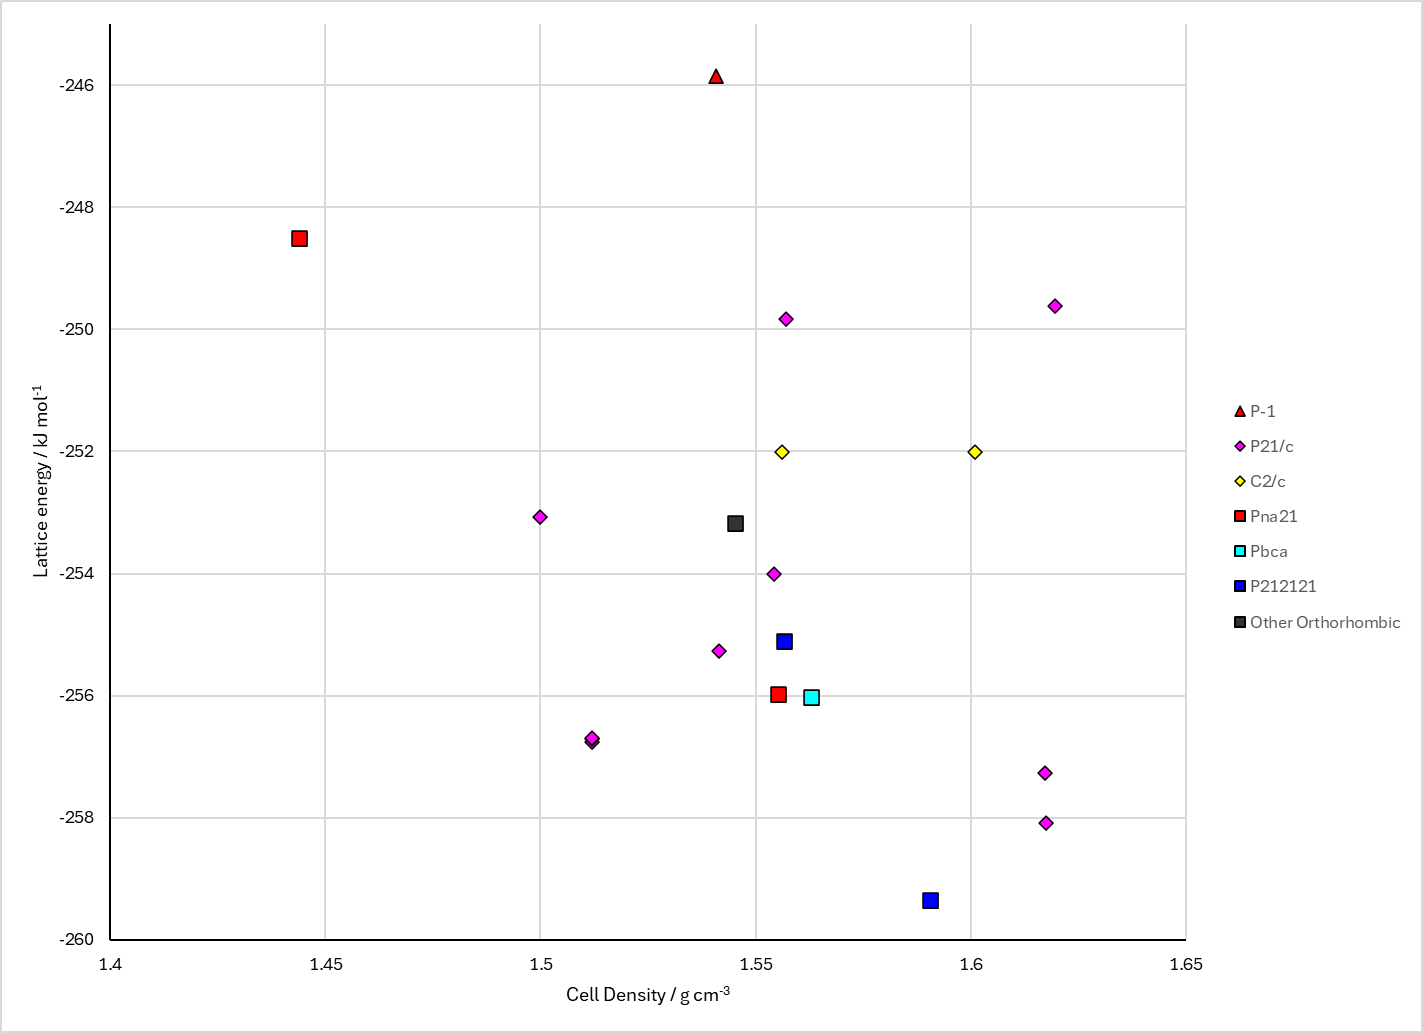 -246
-248
-250
-252
-254
-256
-258
-260
Lattice energy / kJ mol⁻¹
1.4 1.45 1.5 1.55 1.6 1.65
Cell Density / g cm⁻³
P-1
P21/c
C2/c
Pna21
Pbca
P212121
Other Orthorhombic